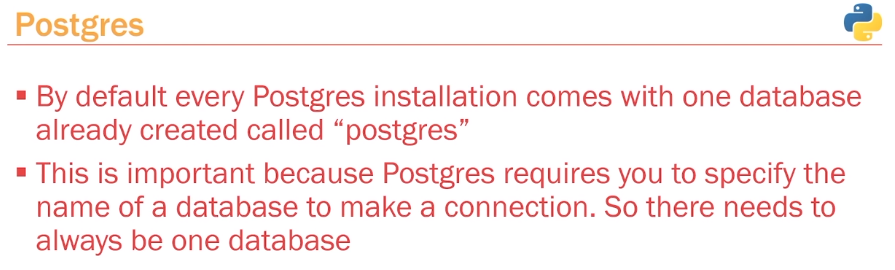 Postgres
▪ By default every Postgres installation comes with one database
already created called “postgres”
▪ This is important because Postgres requires you to specify the
name of a database to make a connection. So there needs to
always be one database